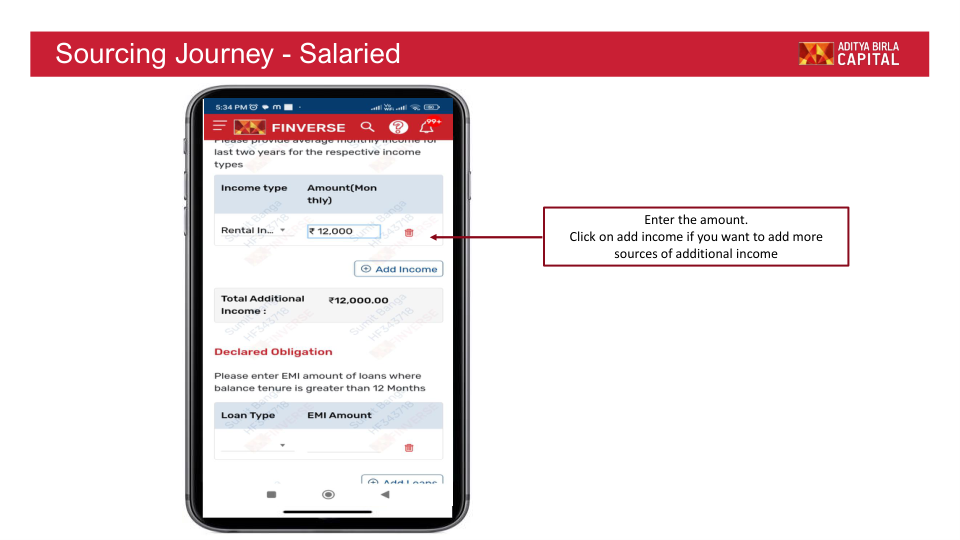 Sourcing Journey - Salaried
ADITYA BIRLA
CAPITAL
5:34 PM
FINVERSE
99+
Please provide average monthly income for
last two years for the respective income
types
Income type
Amount(Mon
thly)
Rental In...
₹ 12,000
Add Income
Total Additional
Income :
₹12,000.00
Declared Obligation
Please enter EMI amount of loans where
balance tenure is greater than 12 Months
Loan Type
EMI Amount
Add Loans
Enter the amount.
Click on add income if you want to add more
sources of additional income